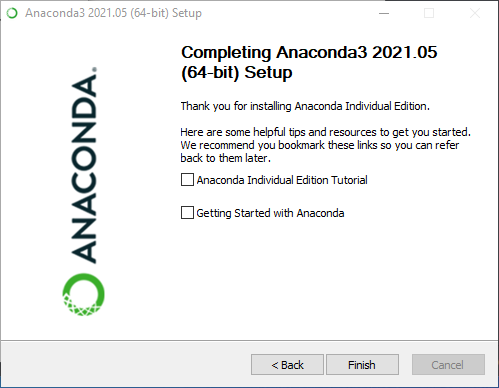 Anaconda3 2021.05 (64-bit) Setup
Completing Anaconda3 2021.05
(64-bit) Setup
Thank you for installing Anaconda Individual Edition.
Here are some helpful tips and resources to get you started.
We recommend you bookmark these links so you can refer
back to them later.
Anaconda Individual Edition Tutorial
Getting Started with Anaconda
ANACONDA.
< Back
Finish
Cancel